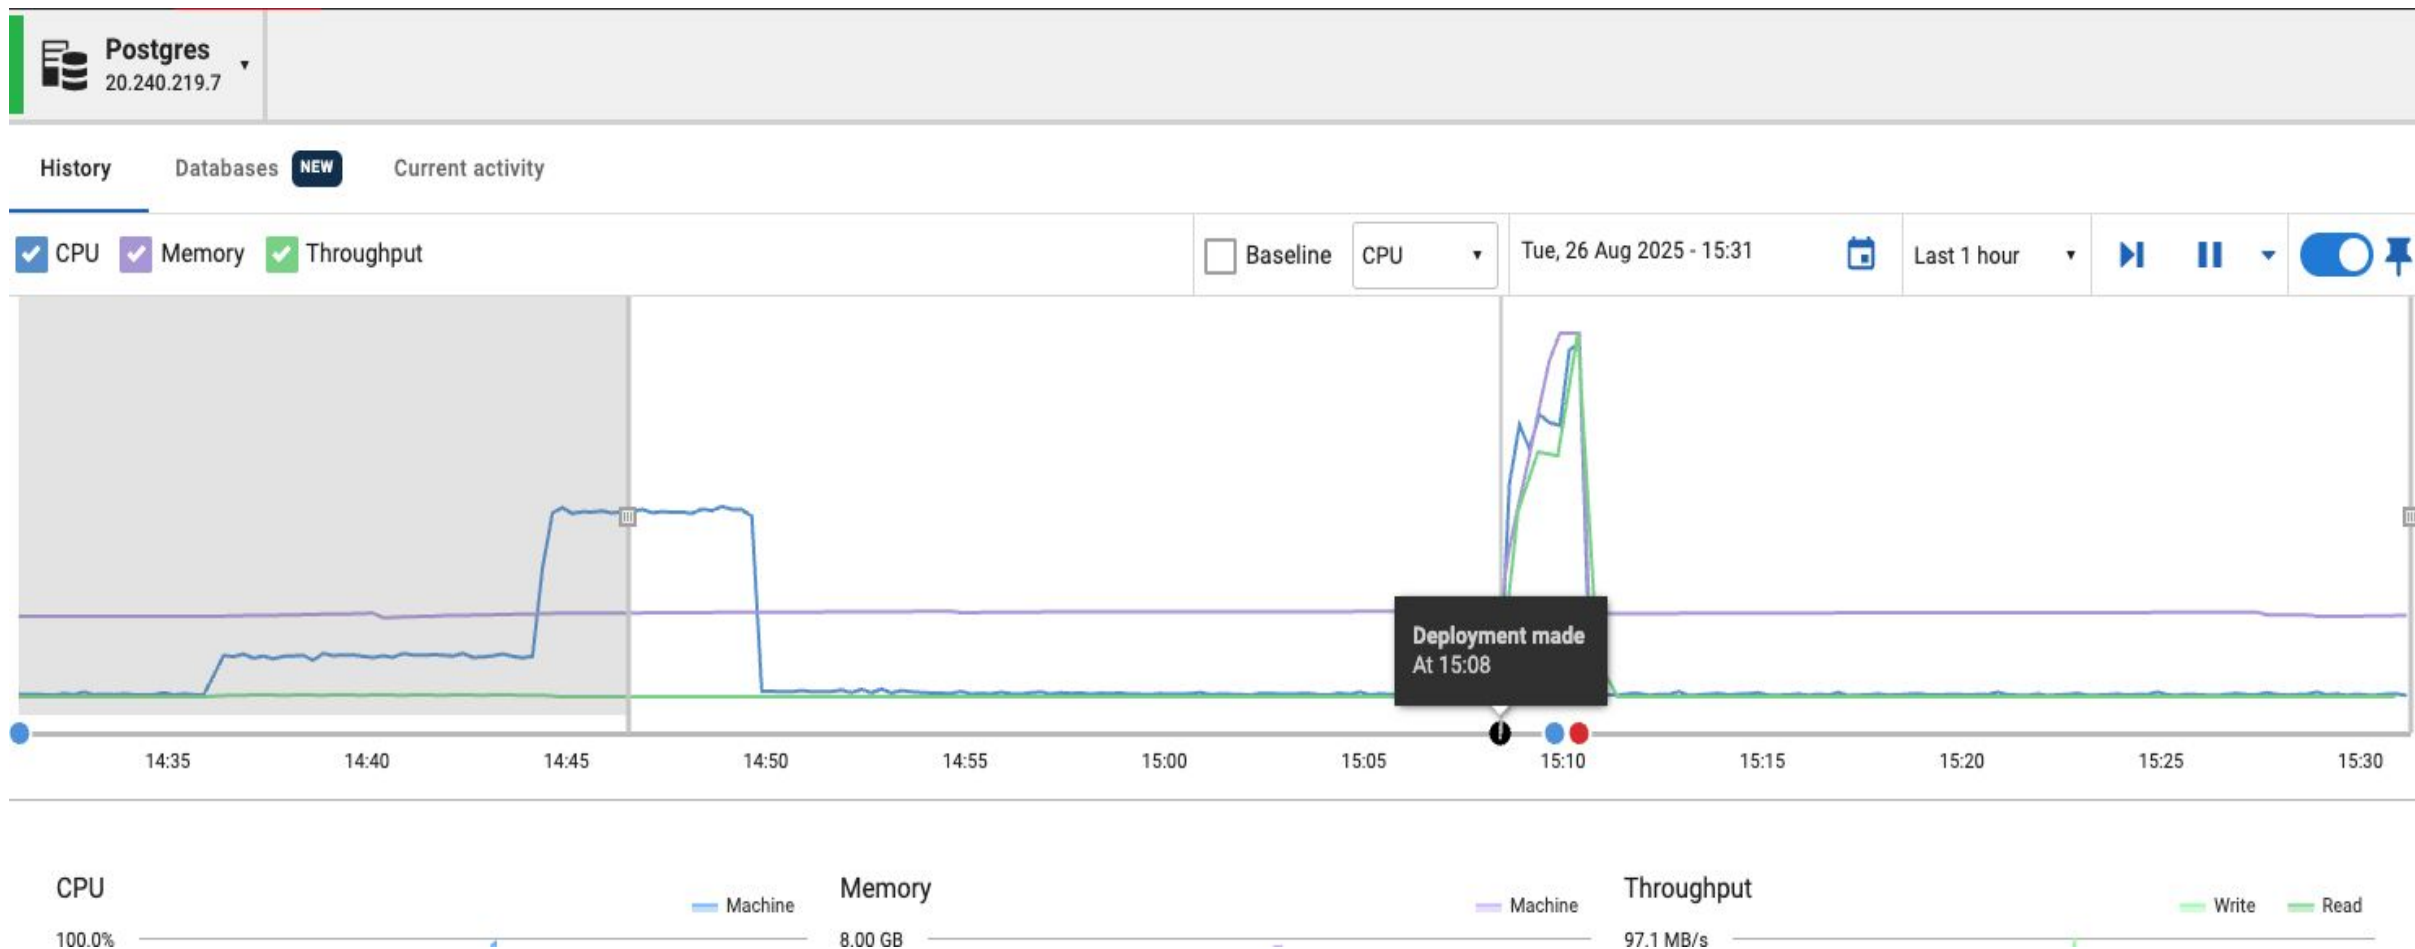 Postgres
20.240.219.7
History Databases NEW Current activity
CPU Memory Throughput Baseline CPU Tue, 26 Aug 2025 - 15:31 Last 1 hour
Deployment made
At 15:08
14:35 14:40 14:45 14:50 14:55 15:00 15:05 15:10 15:15 15:20 15:25 15:30
CPU Memory Throughput
Machine Machine Write Read
100.0% 8.00 GB 97.1 MB/s